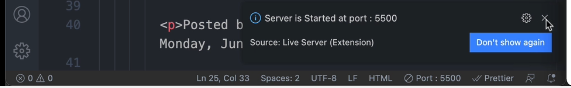 39
40 <p>Posted b
Monday, Jun
41
Server is Started at port : 5500
Source: Live Server (Extension)
Don't show again
0 0 Ln 25, Col 33 Spaces: 2 UTF-8 LF HTML Port : 5500 Prettier